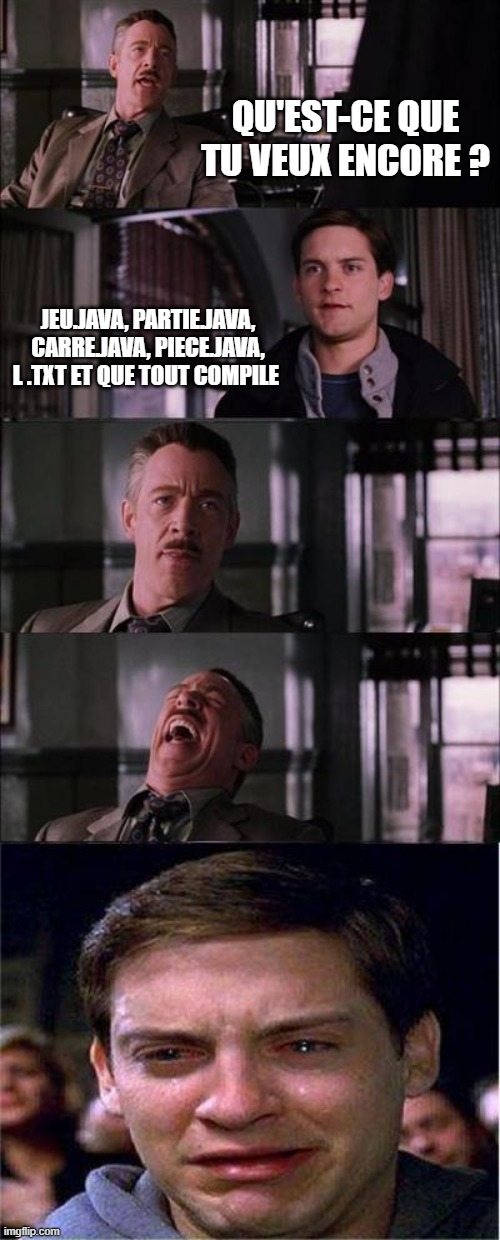 QU'EST-CE QUE
TU VEUX ENCORE ?
JEU.JAVA, PARTIE.JAVA,
CARRE.JAVA, PIECE.JAVA,
L .TXT ET QUE TOUT COMPILE
imgflip.com